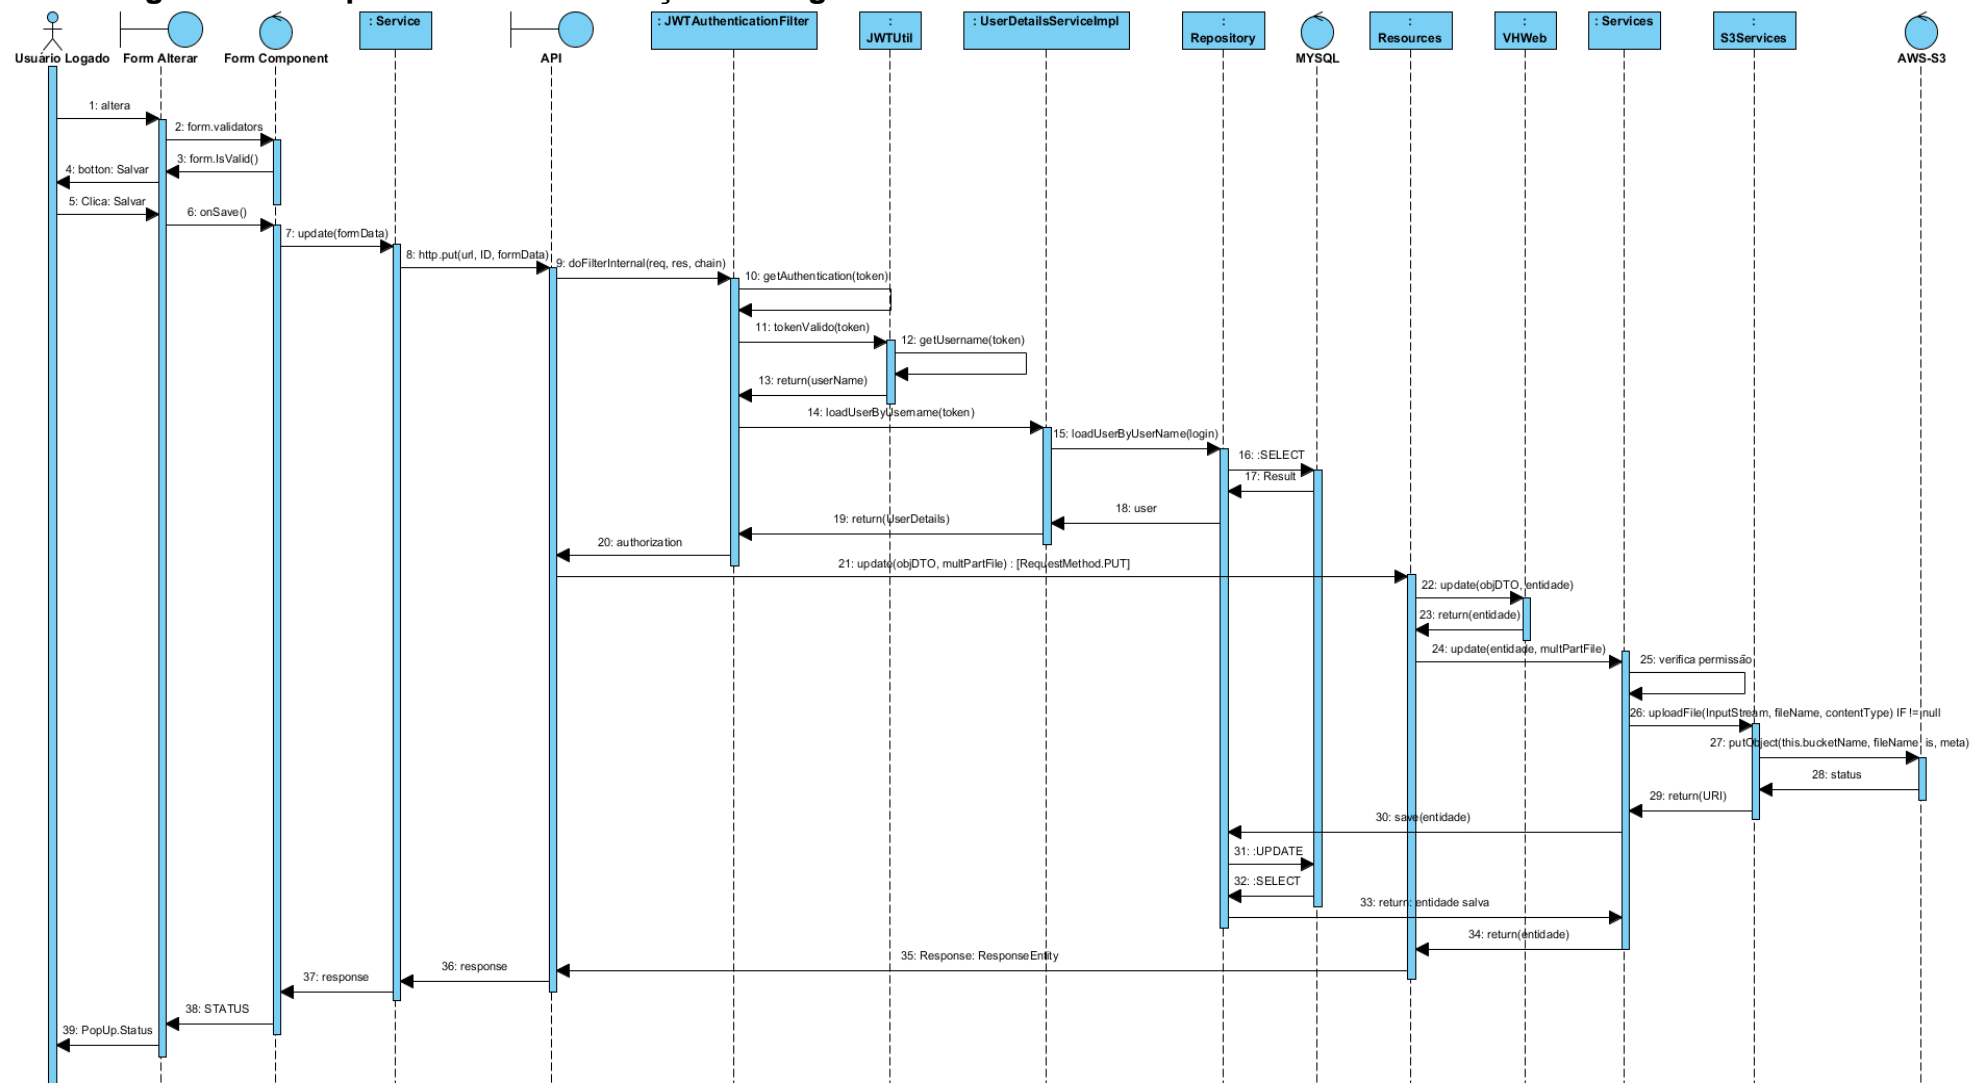 : Service
: JWTAuthenticationFilter
:
JWTUtil
: UserDetailsServiceImpl
:
Repository
:
Resources
:
VHWeb
: Services
:
S3Services
Usuário Logado
Form Alterar
Form Component
API
MYSQL
AWS-S3
1: altera
2: form.validators
3: form.IsValid()
4: botton: Salvar
5: Clica: Salvar
6: onSave()
7: update(formData)
8: http.put(url, ID, formData)
9: doFilterInternal(req, res, chain)
10: getAuthentication(token)
11: tokenValido(token)
12: getUsername(token)
13: return(userName)
14: loadUserByUsername(token)
15: loadUserByUserName(login)
16: :SELECT
17: Result
18: user
19: return(UserDetails)
20: authorization
21: update(objDTO, multPartFile) : [RequestMethod.PUT]
22: update(objDTO, entidade)
23: return(entidade)
24: update(entidade, multPartFile)
25: verifica permissão
26: uploadFile(InputStream, fileName, contentType) IF != null
27: putObject(this.bucketName, fileName, is, meta)
28: status
29: return(URI)
30: save(entidade)
31: :UPDATE
32: :SELECT
33: return: entidade salva
34: return(entidade)
35: Response: ResponseEntity
36: response
37: response
38: STATUS
39: PopUp.Status